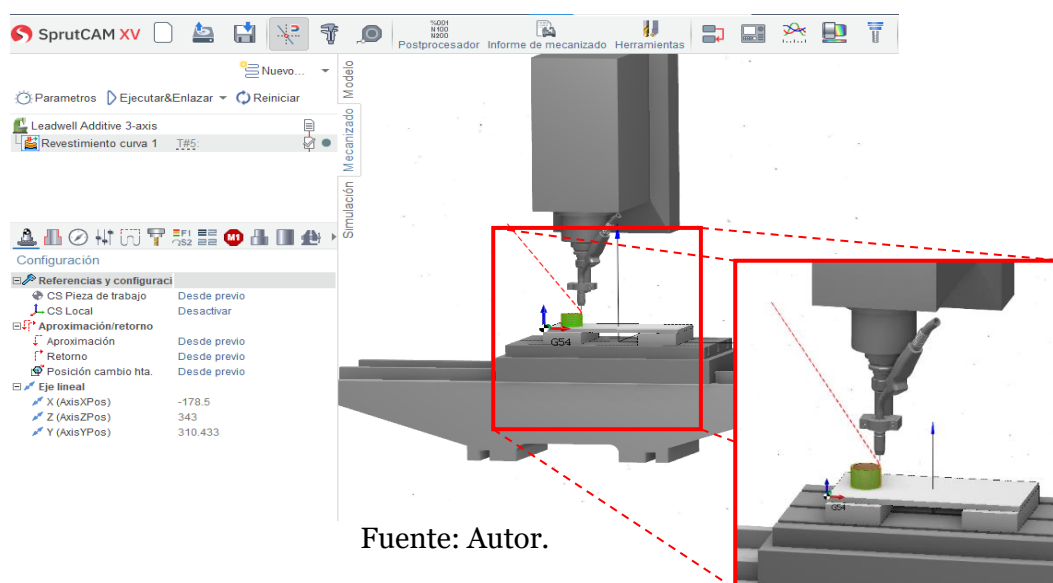 SprutCAM XV
%001
N100
N200
Postprocesador Informe de mecanizado Herramientas
Nuevo...
Parametros Ejecutar&Enlazar Reiniciar
Leadwell Additive 3-axis
Revestimiento curva 1 T#5:
Modelo
Mecanizado
Simulación
F1
S2
M1
Configuración
Referencias y configuraci
CS Pieza de trabajo Desde previo
CS Local Desactivar
Aproximación/retorno
Aproximación Desde previo
Retorno Desde previo
Posición cambio hta. Desde previo
Eje lineal
X (AxisXPos) -178.5
Z (AxisZPos) 343
Y (AxisYPos) 310.433
G54
G54
Fuente: Autor.